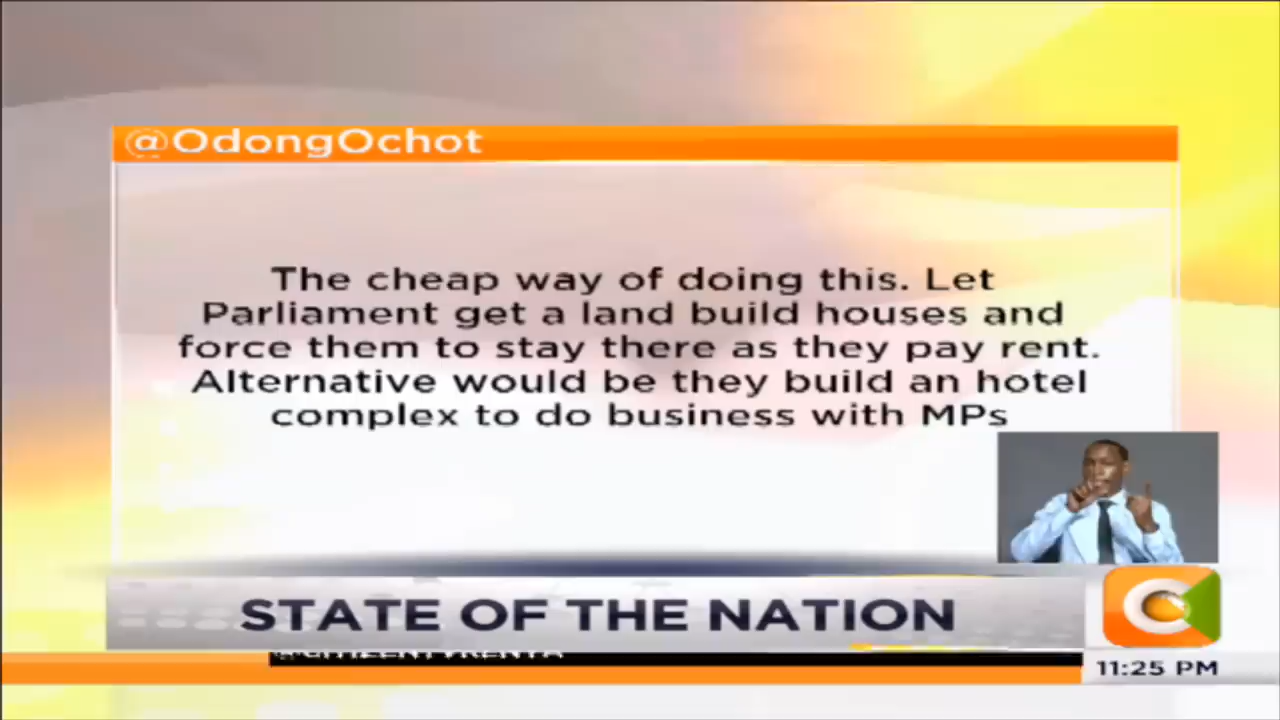 @OdongOchot
The cheap way of doing this. Let
Parliament get a land build houses and
force them to stay there as they pay rent.
Alternative would be they build an hotel
complex to do business with MPs
STATE OF THE NATION
11:25 PM